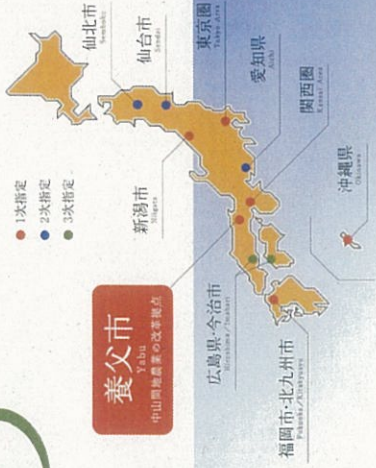 仙北市
Semboku
仙台市
Sendai
東京圏
Tokyo Area
愛知県
Aichi
関西圏
Kansai Area
沖縄県
Okinawa
新潟市
Niigata
1次指定
2次指定
3次指定
養父市
Yabu
中山間地農業の改革拠点
広島県・今治市
Hiroshima/Imabari
福岡市・北九州市
Fukuoka/Kitakyusyu